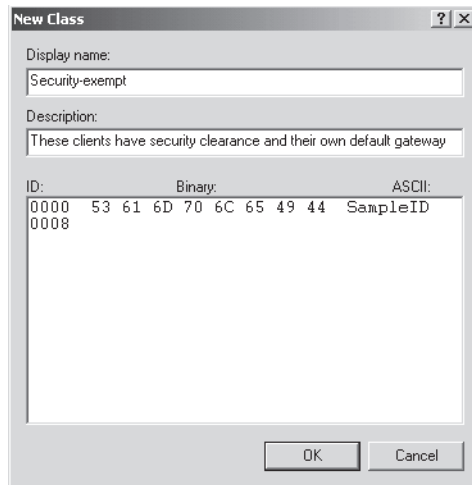 New Class
? X
Display name:
Security-exempt
Description:
These clients have security clearance and their own default gateway
ID: Binary: ASCII:
0000 53 61 6D 70 6C 65 49 44 SampleID
0008
OK Cancel